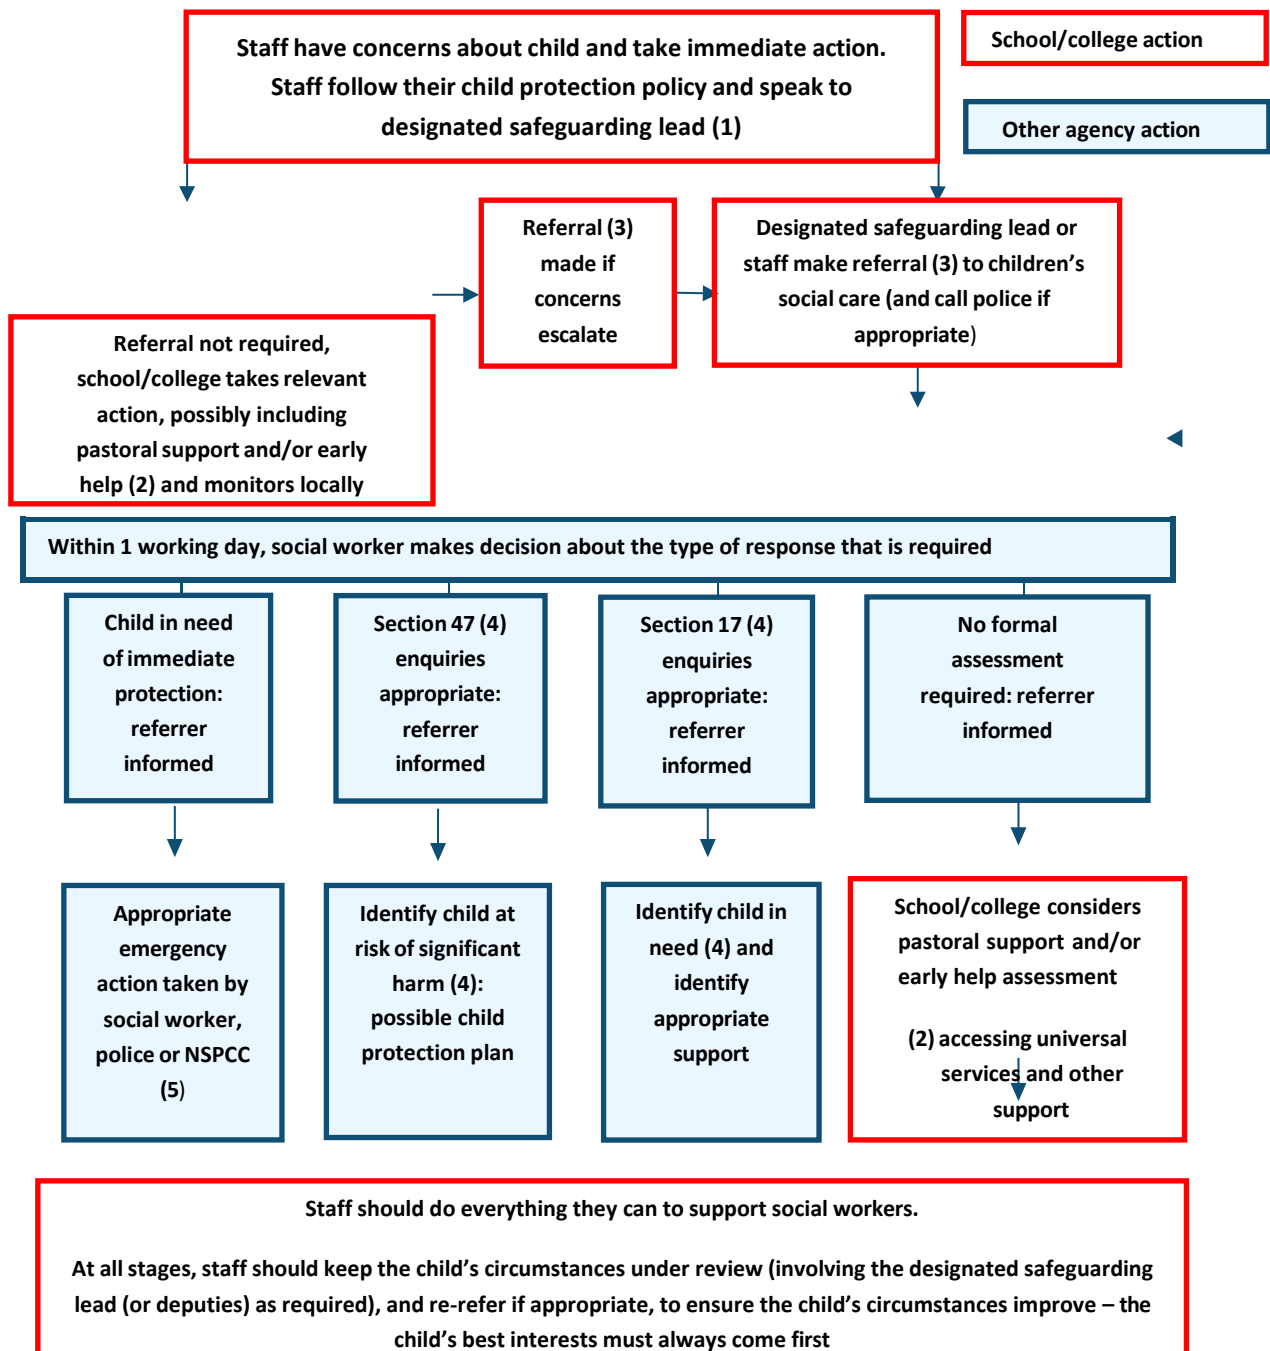 Staff have concerns about child and take immediate action.
Staff follow their child protection policy and speak to
designated safeguarding lead (1)
School/college action
Other agency action
Referral (3)
made if
concerns
escalate
Designated safeguarding lead or
staff make referral (3) to children’s
social care (and call police if
appropriate)
Referral not required,
school/college takes relevant
action, possibly including
pastoral support and/or early
help (2) and monitors locally
Within 1 working day, social worker makes decision about the type of response that is required
Child in need
of immediate
protection:
referrer
informed
Section 47 (4)
enquiries
appropriate:
referrer
informed
Section 17 (4)
enquiries
appropriate:
referrer
informed
No formal
assessment
required: referrer
informed
Appropriate
emergency
action taken by
social worker,
police or NSPCC
(5)
Identify child at
risk of significant
harm (4):
possible child
protection plan
Identify child in
need (4) and
identify
appropriate
support
School/college considers
pastoral support and/or
early help assessment
(2) accessing universal
services and other
support
Staff should do everything they can to support social workers.
At all stages, staff should keep the child’s circumstances under review (involving the designated safeguarding
lead (or deputies) as required), and re-refer if appropriate, to ensure the child’s circumstances improve – the
child’s best interests must always come first